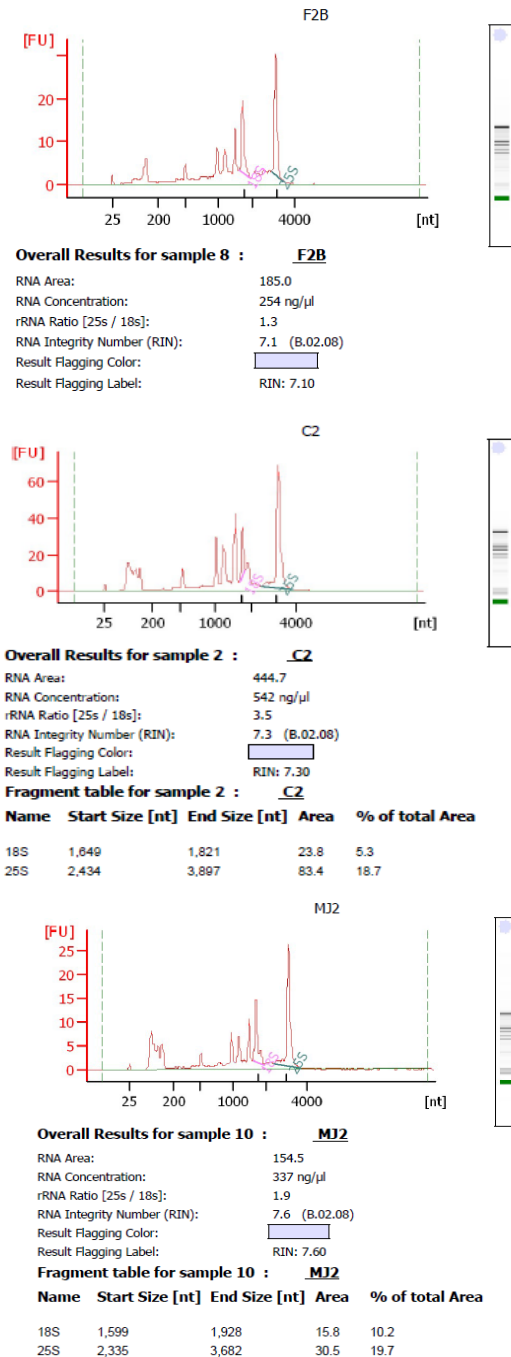 F2B
[FU]
20
10
0
18S
25S
25 200 1000 4000 [nt]
Overall Results for sample 8 : F2B
RNA Area: 185.0
RNA Concentration: 254 ng/µl
rRNA Ratio [25s / 18s]: 1.3
RNA Integrity Number (RIN): 7.1 (B.02.08)
Result Flagging Color:
Result Flagging Label: RIN: 7.10
C2
[FU]
60
40
20
0
18S
25S
25 200 1000 4000 [nt]
Overall Results for sample 2 : C2
RNA Area: 444.7
RNA Concentration: 542 ng/µl
rRNA Ratio [25s / 18s]: 3.5
RNA Integrity Number (RIN): 7.3 (B.02.08)
Result Flagging Color:
Result Flagging Label: RIN: 7.30
Fragment table for sample 2 : C2
Name Start Size [nt] End Size [nt] Area % of total Area
18S 1,649 1,821 23.8 5.3
25S 2,434 3,897 83.4 18.7
MJ2
[FU]
25
20
15
10
5
0
18S
25S
25 200 1000 4000 [nt]
Overall Results for sample 10 : MJ2
RNA Area: 154.5
RNA Concentration: 337 ng/µl
rRNA Ratio [25s / 18s]: 1.9
RNA Integrity Number (RIN): 7.6 (B.02.08)
Result Flagging Color:
Result Flagging Label: RIN: 7.60
Fragment table for sample 10 : MJ2
Name Start Size [nt] End Size [nt] Area % of total Area
18S 1,599 1,928 15.8 10.2
25S 2,335 3,682 30.5 19.7